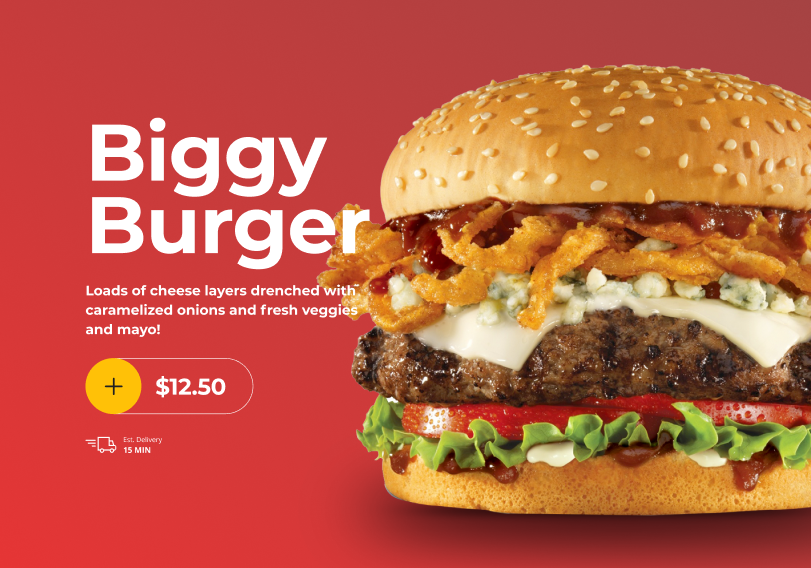 Biggy
Burger
Loads of cheese layers drenched with
caramelized onions and fresh veggies
and mayo!
+ $12.50
Est. Delivery
15 MIN